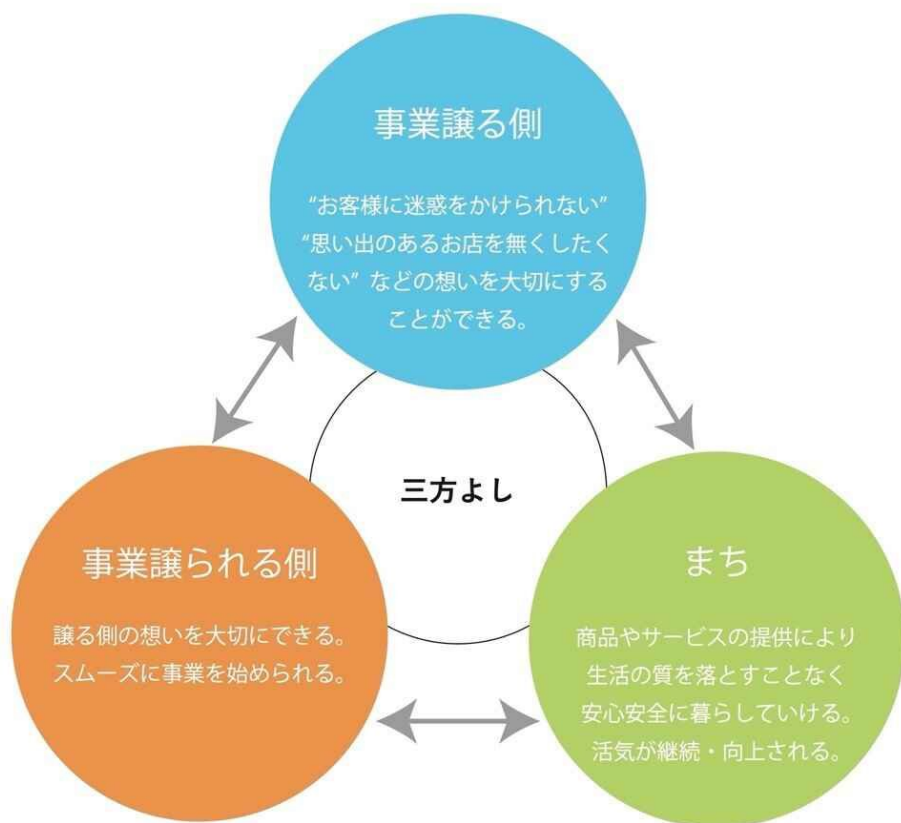 事業譲る側
“お客様に迷惑をかけられない”
“思い出のあるお店を無くしたく
ない” などの想いを大切にする
ことができる。
三方よし
事業譲られる側
譲る側の想いを大切にできる。
スムーズに事業を始められる。
まち
商品やサービスの提供により
生活の質を落とすことなく
安心安全に暮らしていける。
活気が継続・向上される。